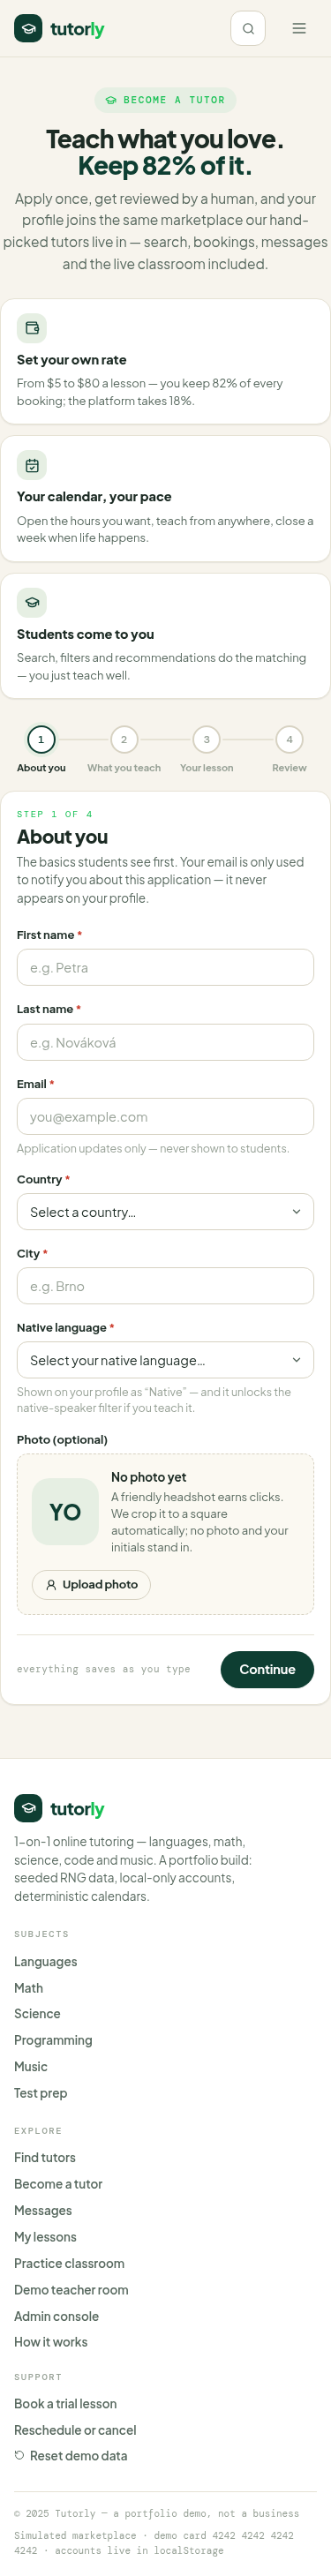 tutorly
BECOME A TUTOR
Teach what you love.
Keep 82% of it.
Apply once, get reviewed by a human, and your
profile joins the same marketplace our hand-
picked tutors live in — search, bookings, messages
and the live classroom included.
Set your own rate
From $5 to $80 a lesson — you keep 82% of every
booking; the platform takes 18%.
Your calendar, your pace
Open the hours you want, teach from anywhere, close a
week when life happens.
Students come to you
Search, filters and recommendations do the matching
— you just teach well.
1 2 3 4
About you What you teach Your lesson Review
STEP 1 OF 4
About you
The basics students see first. Your email is only used
to notify you about this application — it never
appears on your profile.
First name *
e.g. Petra
Last name *
e.g. Nováková
Email *
you@example.com
Application updates only — never shown to students.
Country *
Select a country…
City *
e.g. Brno
Native language *
Select your native language…
Shown on your profile as “Native” — and it unlocks the
native-speaker filter if you teach it.
Photo (optional)
YO
No photo yet
A friendly headshot earns clicks.
We crop it to a square
automatically; no photo and your
initials stand in.
Upload photo
everything saves as you type
Continue
tutorly
1-on-1 online tutoring — languages, math,
science, code and music. A portfolio build:
seeded RNG data, local-only accounts,
deterministic calendars.
SUBJECTS
Languages
Math
Science
Programming
Music
Test prep
EXPLORE
Find tutors
Become a tutor
Messages
My lessons
Practice classroom
Demo teacher room
Admin console
How it works
SUPPORT
Book a trial lesson
Reschedule or cancel
Reset demo data
© 2025 Tutorly — a portfolio demo, not a business
Simulated marketplace · demo card 4242 4242 4242
4242 · accounts live in localStorage